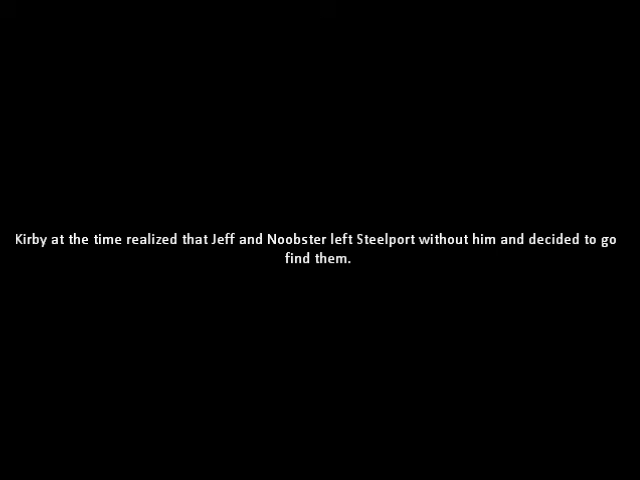 Kirby at the time realized that Jeff and Noobster left Steelport without him and decided to go
find them.